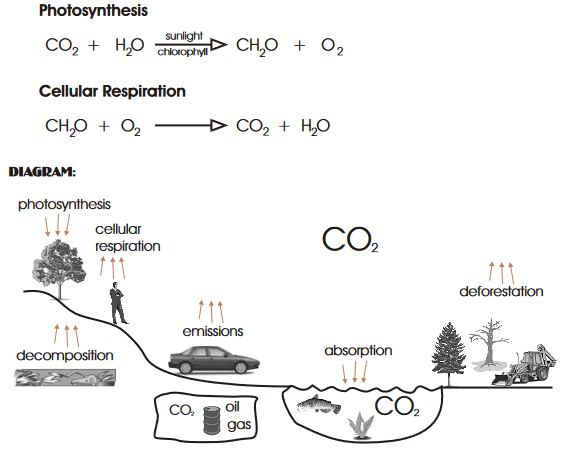 Photosynthesis
CO₂ + H₂O sunlight chlorophyll CH₂O + O₂
Cellular Respiration
CH₂O + O₂ CO₂ + H₂O
DIAGRAM:
photosynthesis
cellular
respiration
CO₂
deforestation
emissions
decomposition
absorption
CO₂ oil
gas
CO₂